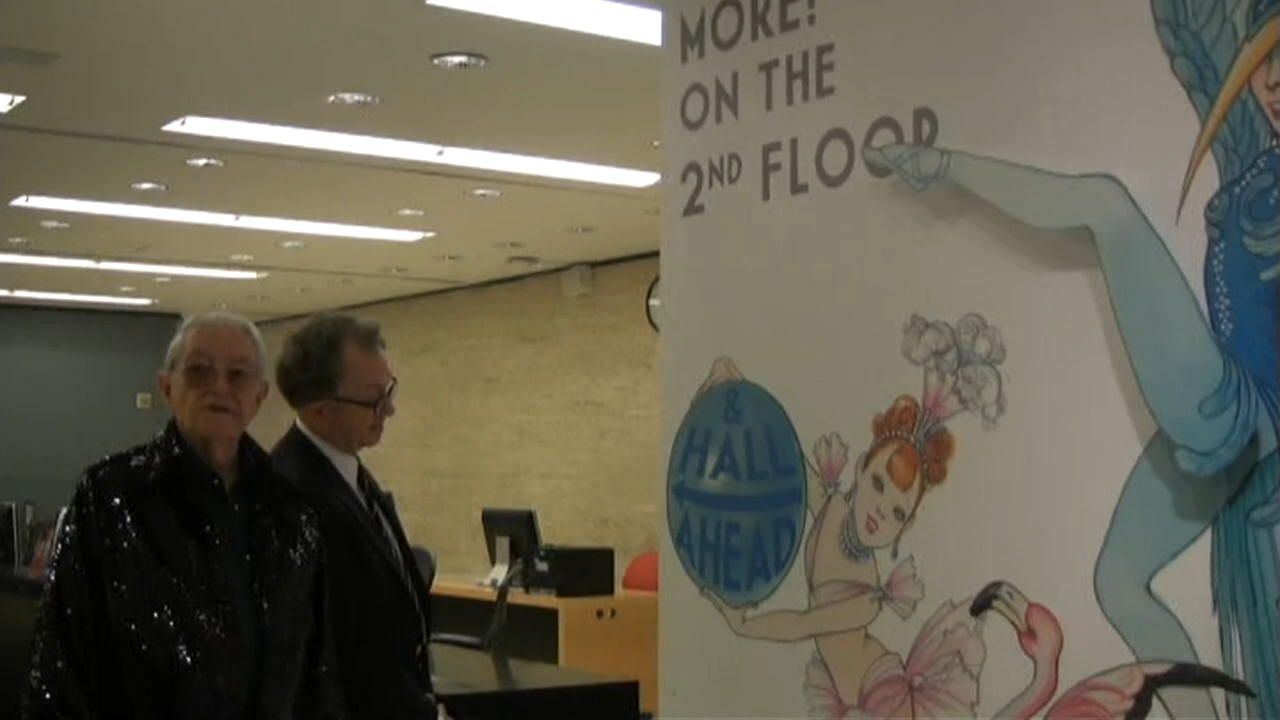 MORE!
ON THE
2ND FLOOR
&
HALL
AHEAD